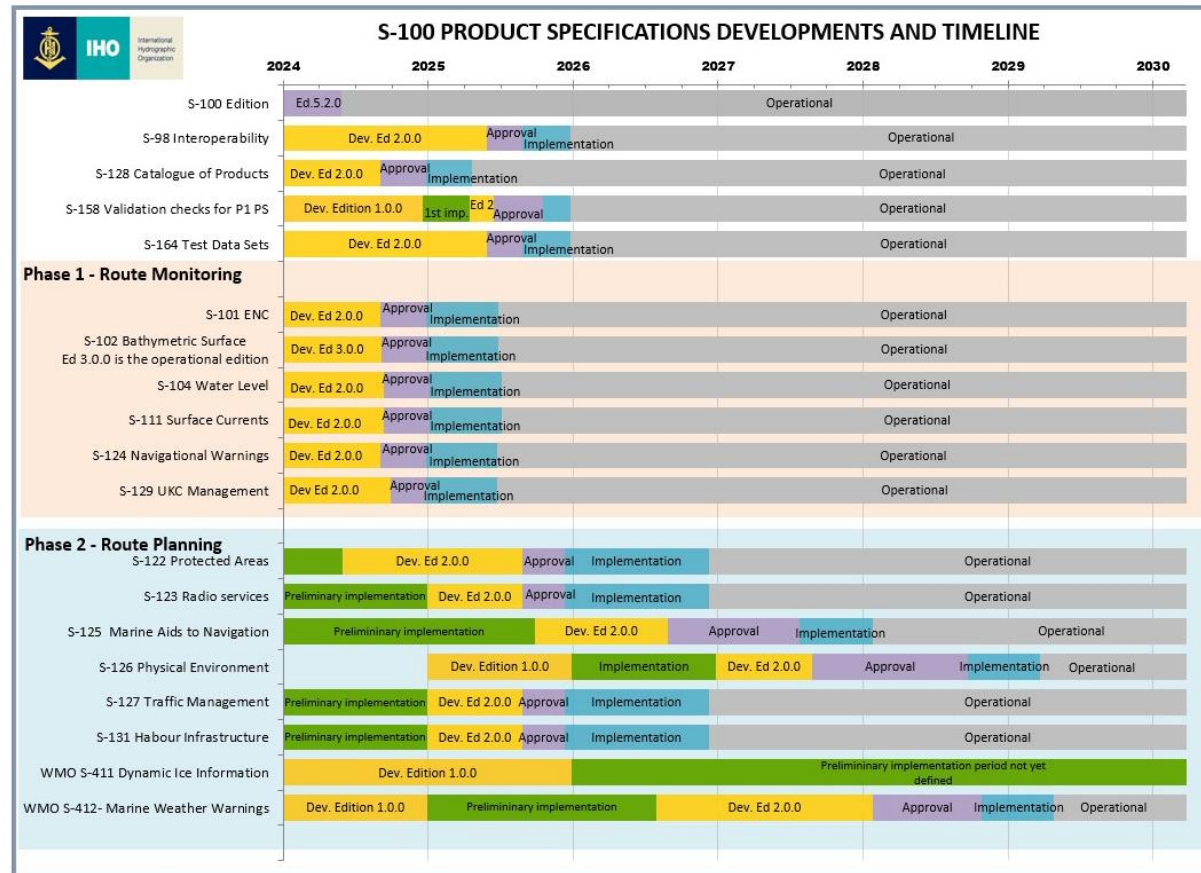 IHO
International
Hydrographic
Organization
S-100 PRODUCT SPECIFICATIONS DEVELOPMENTS AND TIMELINE
2024 2025 2026 2027 2028 2029 2030
S-100 Edition Ed.5.2.0 Operational
S-98 Interoperability Dev. Ed 2.0.0 Approval Implementation Operational
S-128 Catalogue of Products Dev. Ed 2.0.0 Approval Implementation Operational
S-158 Validation checks for P1 PS Dev. Edition 1.0.0 1st imp. Ed 2 Approval Operational
S-164 Test Data Sets Dev. Ed 2.0.0 Approval Implementation Operational
Phase 1 - Route Monitoring
S-101 ENC Dev. Ed 2.0.0 Approval Implementation Operational
S-102 Bathymetric Surface
Ed 3.0.0 is the operational edition Dev. Ed 3.0.0 Approval Implementation Operational
S-104 Water Level Dev. Ed 2.0.0 Approval Implementation Operational
S-111 Surface Currents Dev. Ed 2.0.0 Approval Implementation Operational
S-124 Navigational Warnings Dev. Ed 2.0.0 Approval Implementation Operational
S-129 UKC Management Dev Ed 2.0.0 Approval Implementation Operational
Phase 2 - Route Planning
S-122 Protected Areas Dev. Ed 2.0.0 Approval Implementation Operational
S-123 Radio services Preliminary implementation Dev. Ed 2.0.0 Approval Implementation Operational
S-125 Marine Aids to Navigation Prelimininary implementation Dev. Ed 2.0.0 Approval Implementation Operational
S-126 Physical Environment Dev. Edition 1.0.0 Implementation Dev. Ed 2.0.0 Approval Implementation Operational
S-127 Traffic Management Preliminary implementation Dev. Ed 2.0.0 Approval Implementation Operational
S-131 Habour Infrastructure Preliminary implementation Dev. Ed 2.0.0 Approval Implementation Operational
WMO S-411 Dynamic Ice Information Dev. Edition 1.0.0 Prelimininary implementation period not yet
defined
WMO S-412- Marine Weather Warnings Dev. Edition 1.0.0 Prelimininary implementation Dev. Ed 2.0.0 Approval Implementation Operational